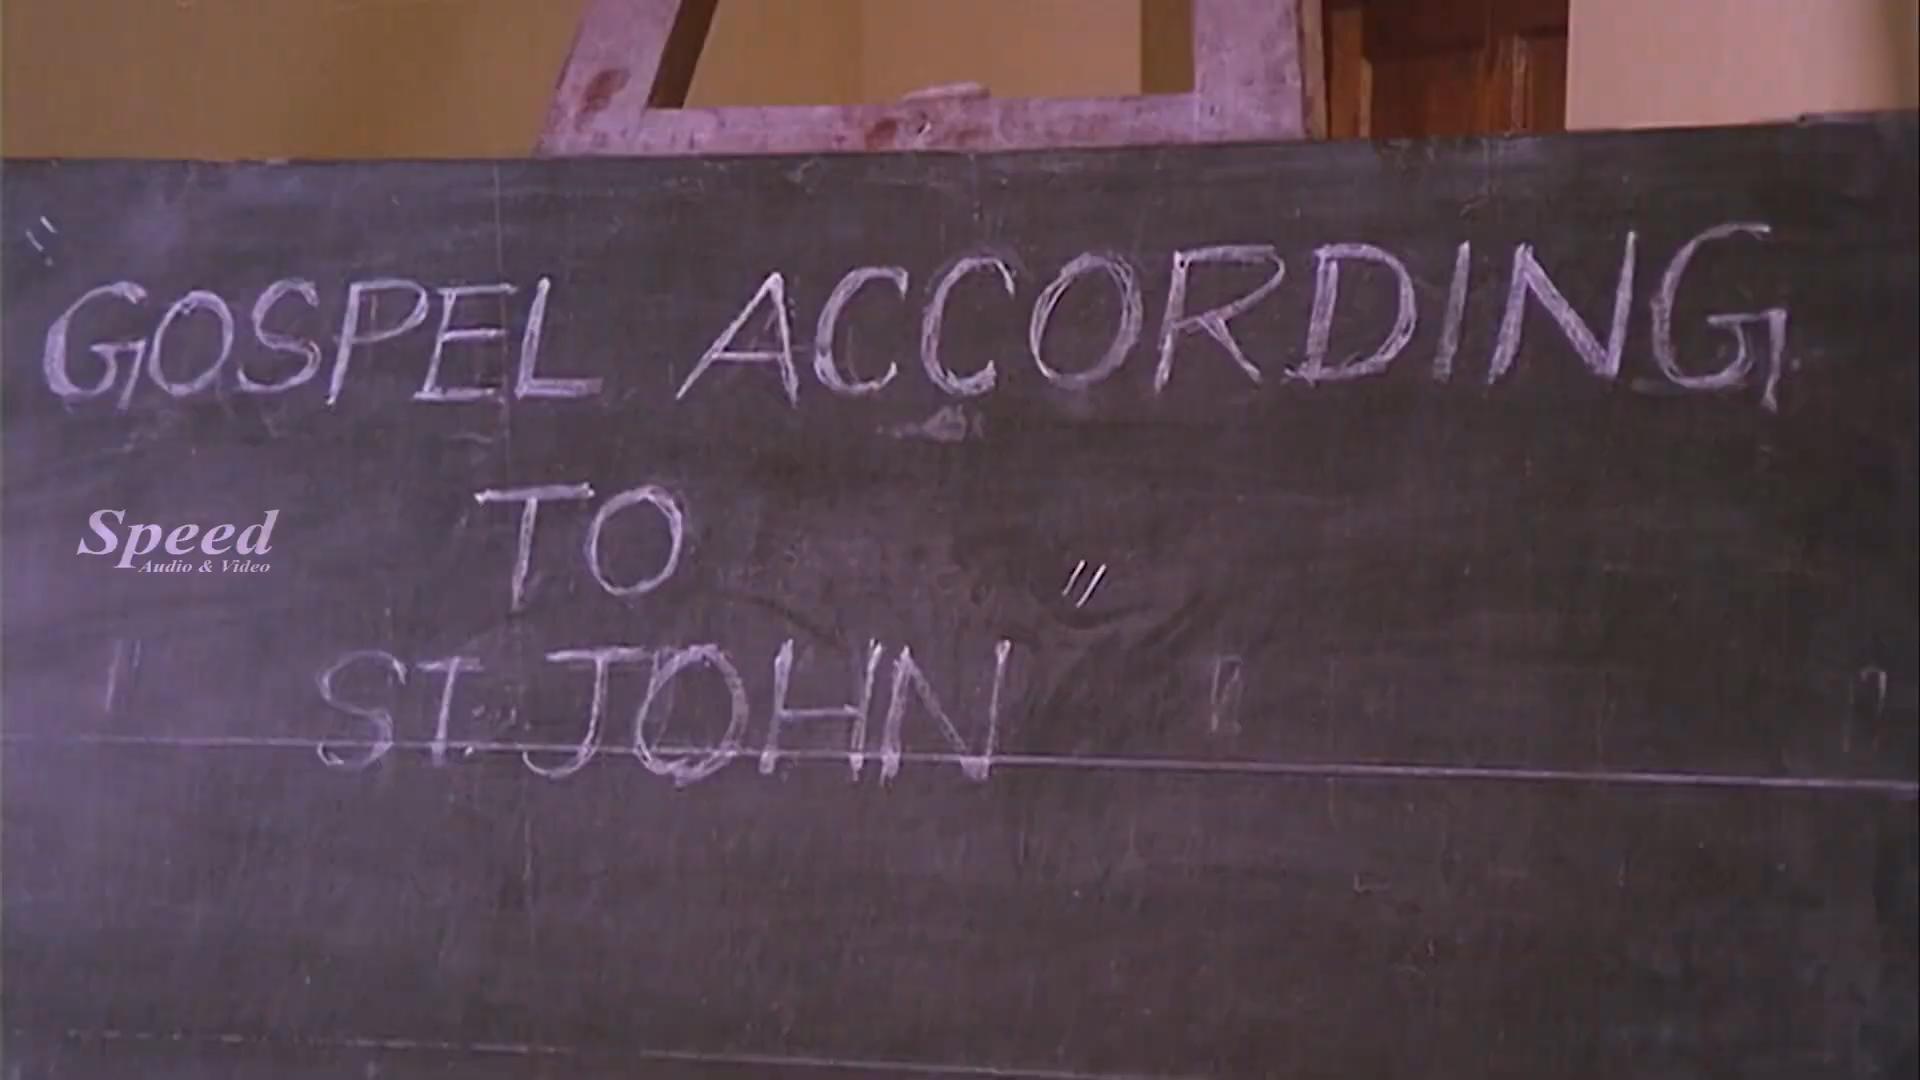 "GOSPEL ACCORDING
TO "
ST. JOHN
Speed
Audio & Video